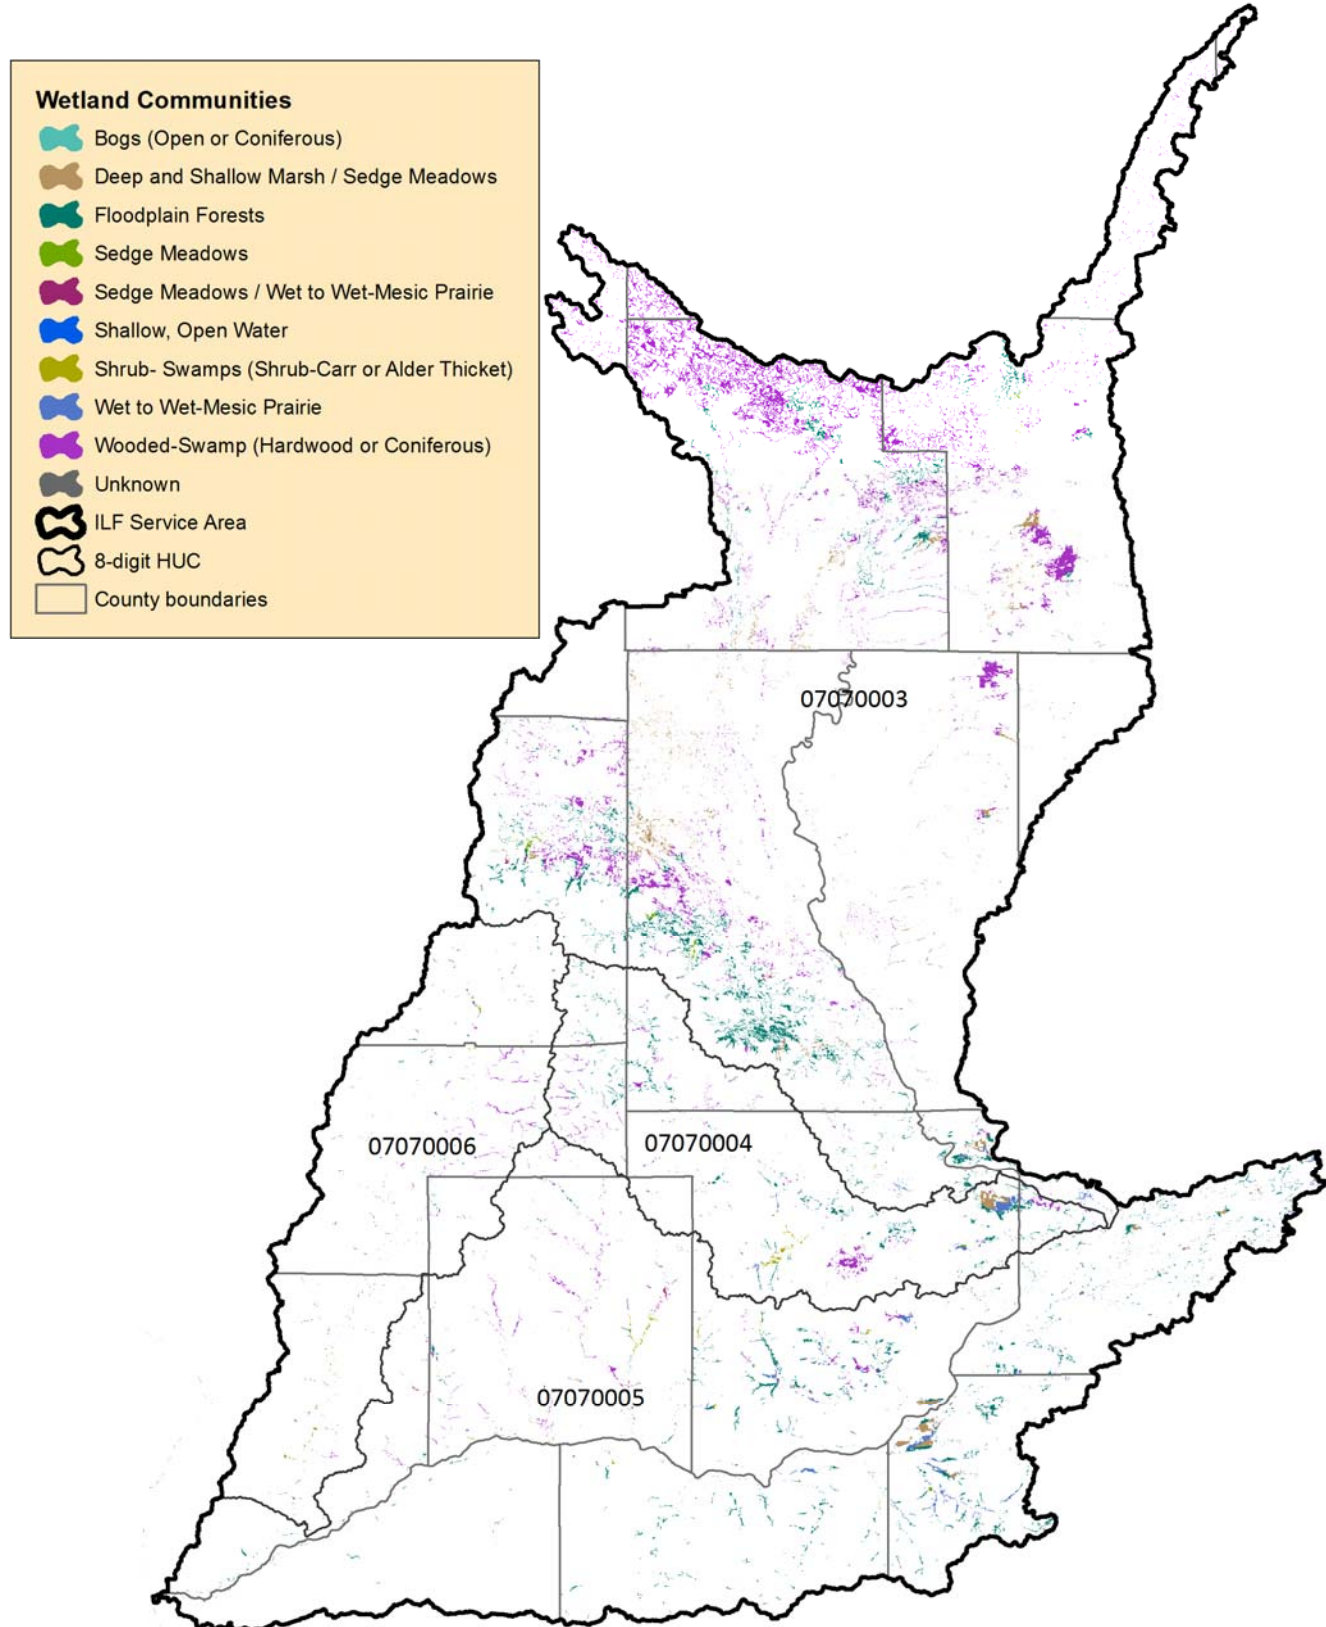 Wetland Communities
Bogs (Open or Coniferous)
Deep and Shallow Marsh / Sedge Meadows
Floodplain Forests
Sedge Meadows
Sedge Meadows / Wet to Wet-Mesic Prairie
Shallow, Open Water
Shrub- Swamps (Shrub-Carr or Alder Thicket)
Wet to Wet-Mesic Prairie
Wooded-Swamp (Hardwood or Coniferous)
Unknown
ILF Service Area
8-digit HUC
County boundaries
07070003
07070006
07070004
07070005